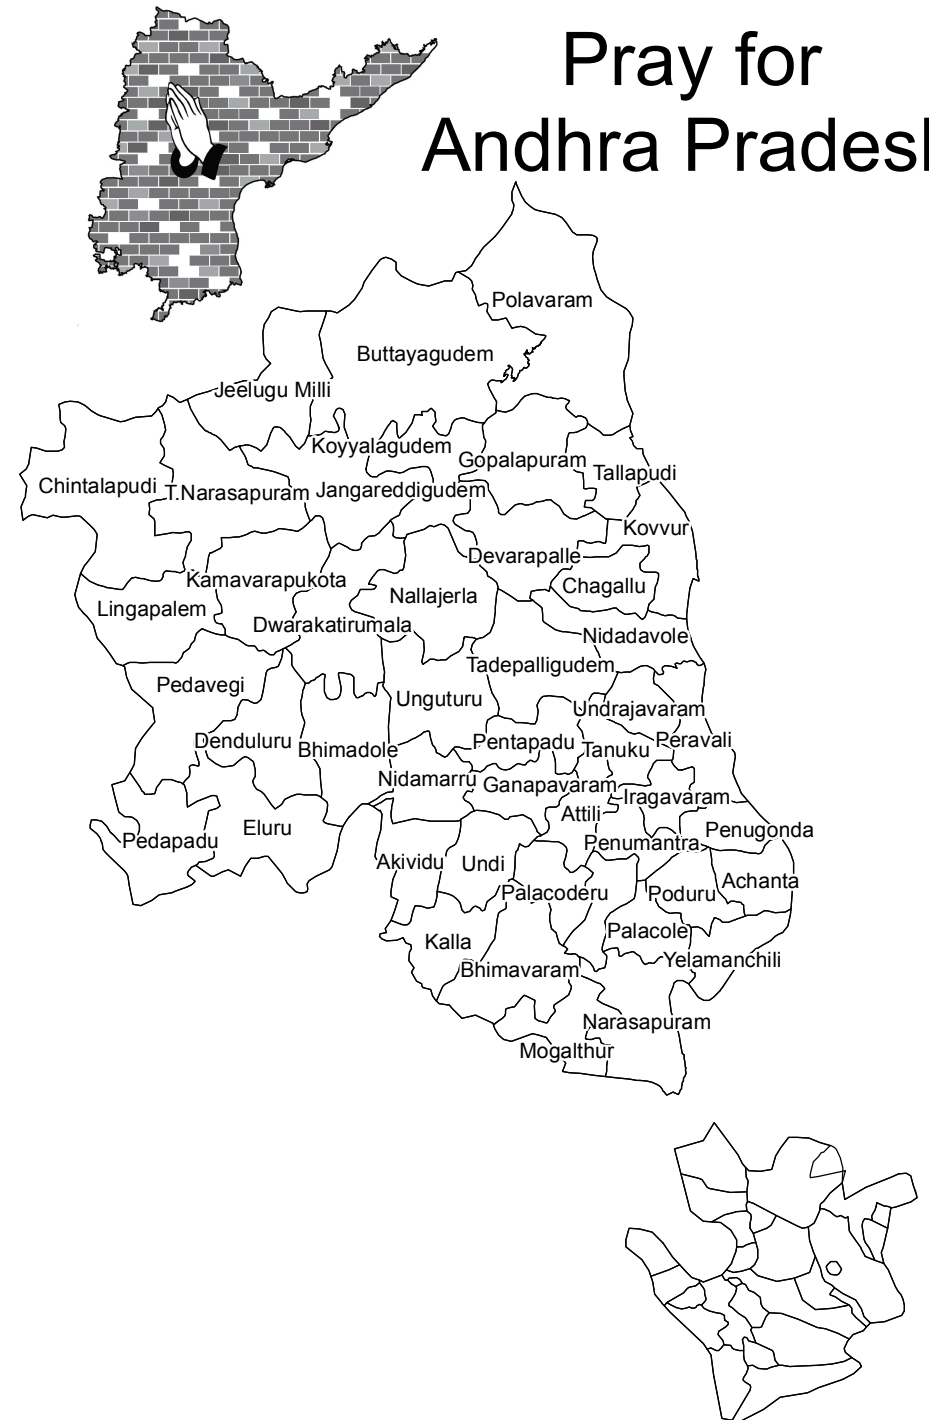 Pray for
Andhra Pradesh
Polavaram
Buttayagudem
Jeelugu Milli
Koyyalagudem
Gopalapuram
Tallapudi
Chintalapudi
T.Narasapuram
Jangareddigudem
Kovvur
Devarapalle
Kamavarapukota
Chagallu
Nallajerla
Lingapalem
Dwarakatirumala
Nidadavole
Tadepalligudem
Pedavegi
Unguturu
Undrajavaram
Denduluru
Bhimadole
Pentapadu
Tanuku
Peravali
Nidamarru
Ganapavaram
Iragavaram
Attili
Eluru
Pedapadu
Penumantra
Penugonda
Akividu
Undi
Achanta
Palacoderu
Poduru
Palacole
Kalla
Yelamanchili
Bhimavaram
Narasapuram
Mogalthur